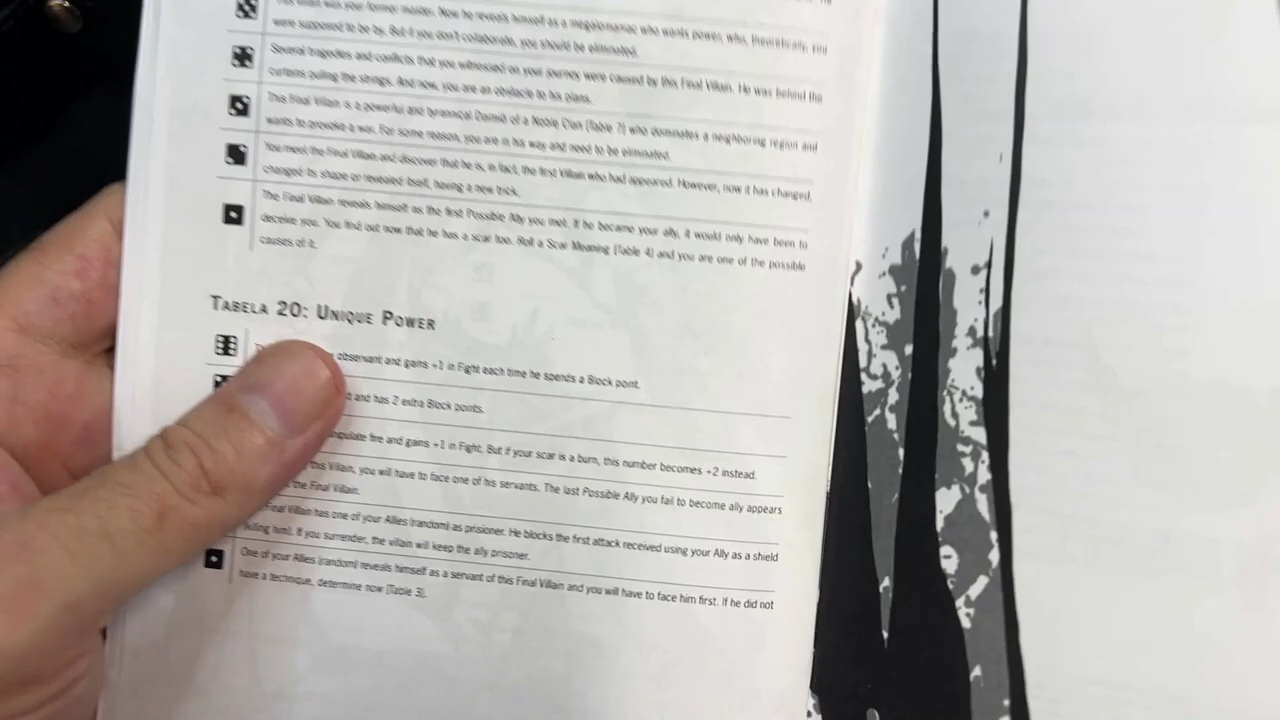 This villain was your former master. Now he reveals himself as a megalomaniac who wants power, who, theoretically, you
were supposed to be by. But if you don't collaborate, you should be eliminated.
Several tragedies and conflicts that you witnessed on your journey were caused by this Final Villain. He was behind the
curtains pulling the strings. And now, you are an obstacle to his plans.
This Final Villain is a powerful and tyrannical Daimiô of a Noble Clan (Table 7) who dominates a neighboring region and
wants to provoke a war. For some reason, you are in his way and need to be eliminated.
You meet the Final Villain and discover that he is, in fact, the first Villain who had appeared. However, now it has changed,
changed its shape or revealed itself, having a new trick.
The Final Villain reveals himself as the first Possible Ally you met. If he became your ally, it would only have been to
deceive you. You find out now that he has a scar too. Roll a Scar Meaning (Table 4) and you are one of the possible
causes of it.
TABELA 20: UNIQUE POWER
observant and gains +1 in Fight each time he spends a Block point.
and has 2 extra Block points.
fire and gains +1 in Fight. But if your scar is a burn, this number becomes +2 instead.
this Villain, you will have to face one of his servants. The last Possible Ally you fail to become ally appears
the Final Villain.
Final Villain has one of your Allies (random) as prisioner. He blocks the first attack received using your Ally as a shield
him). If you surrender, the villain will keep the ally prisoner.
One of your Allies (random) reveals himself as a servant of this Final Villain and you will have to face him first. If he did not
have a technique, determine now (Table 3).